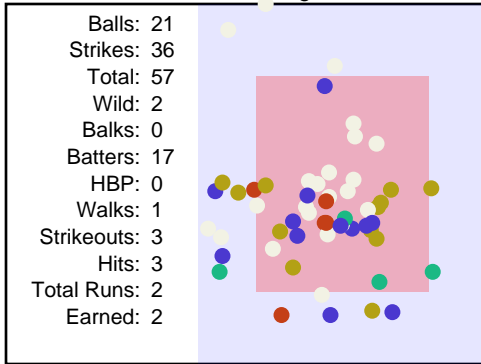 Balls: 21
Strikes: 36
Total: 57
Wild: 2
Balks: 0
Batters: 17
HBP: 0
Walks: 1
Strikeouts: 3
Hits: 3
Total Runs: 2
Earned: 2